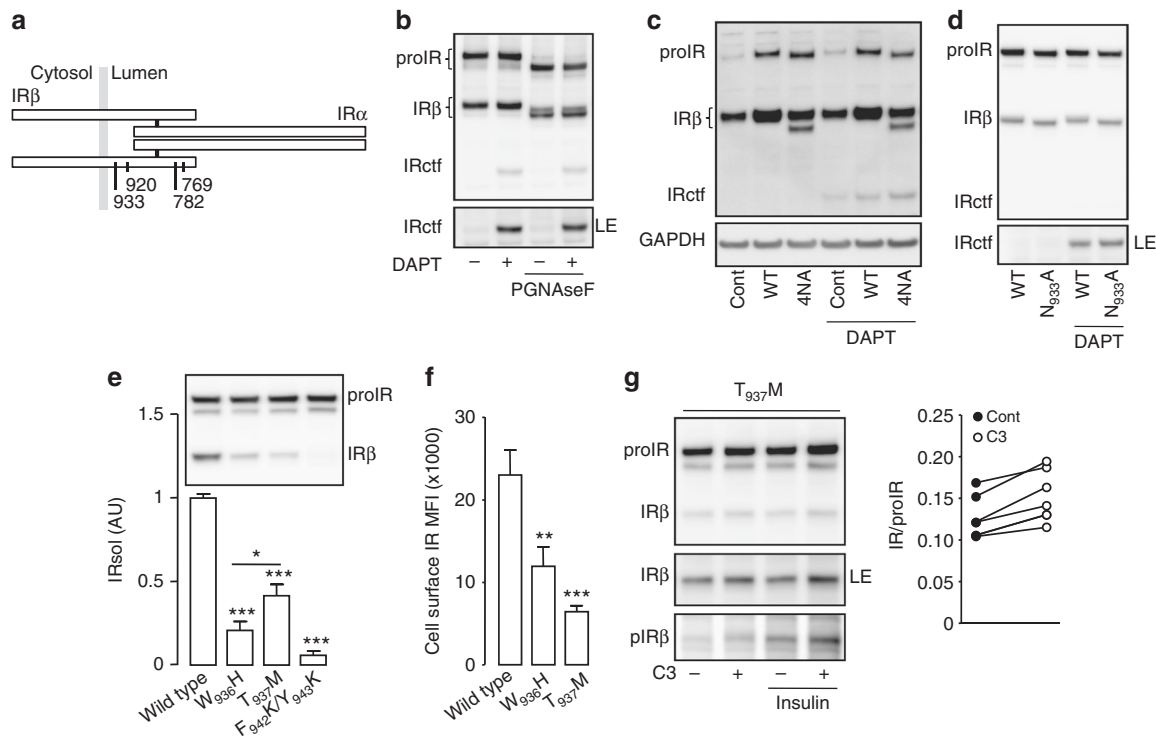 a
Cytosol Lumen
IRβ
IRα
920 769
933 782
b
proIR
IRβ
IRctf
IRctf LE
DAPT – + – +
PGNAseF
c
proIR
IRβ
IRctf
GAPDH
Cont WT 4NA Cont WT 4NA
DAPT
d
proIR
IRβ
IRctf
IRctf LE
WT N933A WT N933A
DAPT
e
proIR
IRβ
IRsol (AU)
1.5
1
0.5
0
*
*** *** ***
Wild type W936H T937M F942K/Y943K
f
Cell surface IR MFI (x1000)
30
20
10
0
** ***
Wild type W936H T937M
g
T937M
proIR
IRβ
IRβ LE
pIRβ
C3 – + – +
Insulin
Cont
C3
IR/proIR
0.25
0.20
0.15
0.10
0.05
0